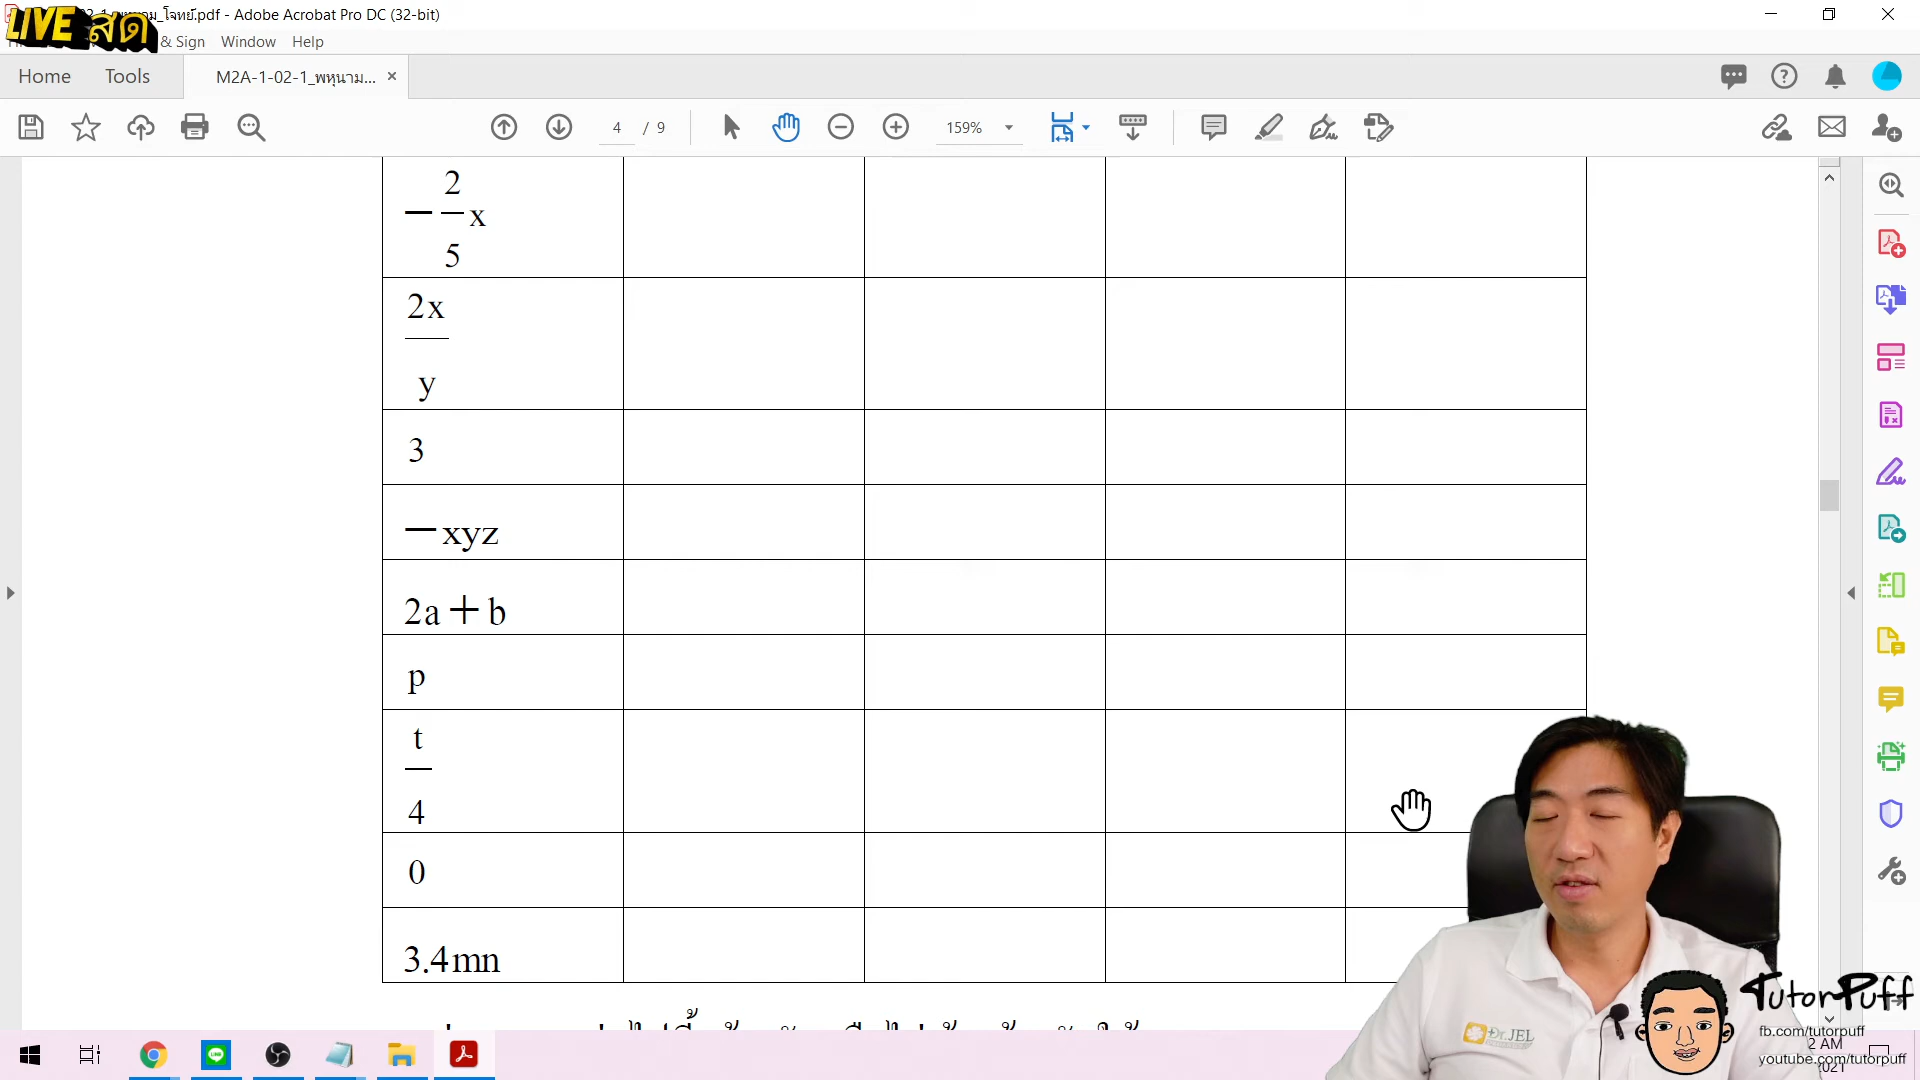 LIVE สด
_โจทย์.pdf - Adobe Acrobat Pro DC (32-bit)
& Sign Window Help
Home Tools M2A-1-02-1_พหุนาม... ×
4 / 9 159%
− 2/5 x
2x/y
3
−xyz
2a + b
p
t/4
0
3.4mn
Dr.JEL
TutorPuff
fb.com/tutorpuff
2 AM
youtube.com/tutorpuff
2021